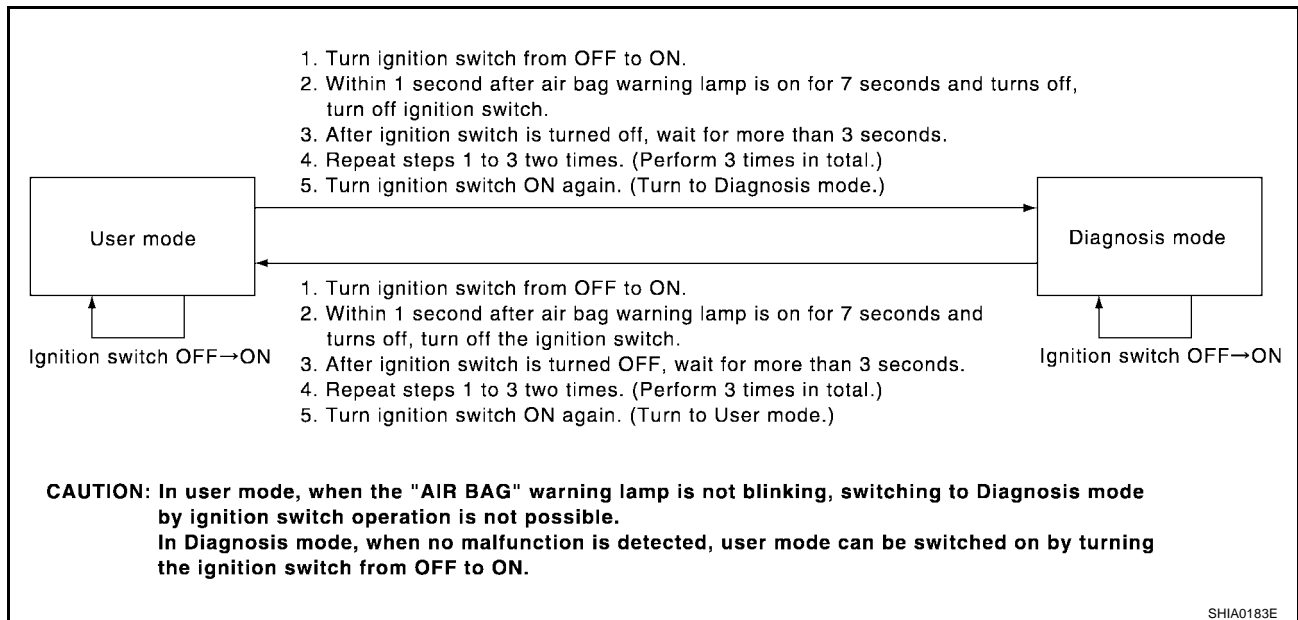 1. Turn ignition switch from OFF to ON.
2. Within 1 second after air bag warning lamp is on for 7 seconds and turns off,
turn off ignition switch.
3. After ignition switch is turned off, wait for more than 3 seconds.
4. Repeat steps 1 to 3 two times. (Perform 3 times in total.)
5. Turn ignition switch ON again. (Turn to Diagnosis mode.)
User mode
Diagnosis mode
1. Turn ignition switch from OFF to ON.
2. Within 1 second after air bag warning lamp is on for 7 seconds and
turns off, turn off the ignition switch.
3. After ignition switch is turned OFF, wait for more than 3 seconds.
4. Repeat steps 1 to 3 two times. (Perform 3 times in total.)
5. Turn ignition switch ON again. (Turn to User mode.)
Ignition switch OFF→ON
Ignition switch OFF→ON
CAUTION: In user mode, when the "AIR BAG" warning lamp is not blinking, switching to Diagnosis mode
by ignition switch operation is not possible.
In Diagnosis mode, when no malfunction is detected, user mode can be switched on by turning
the ignition switch from OFF to ON.
SHIA0183E